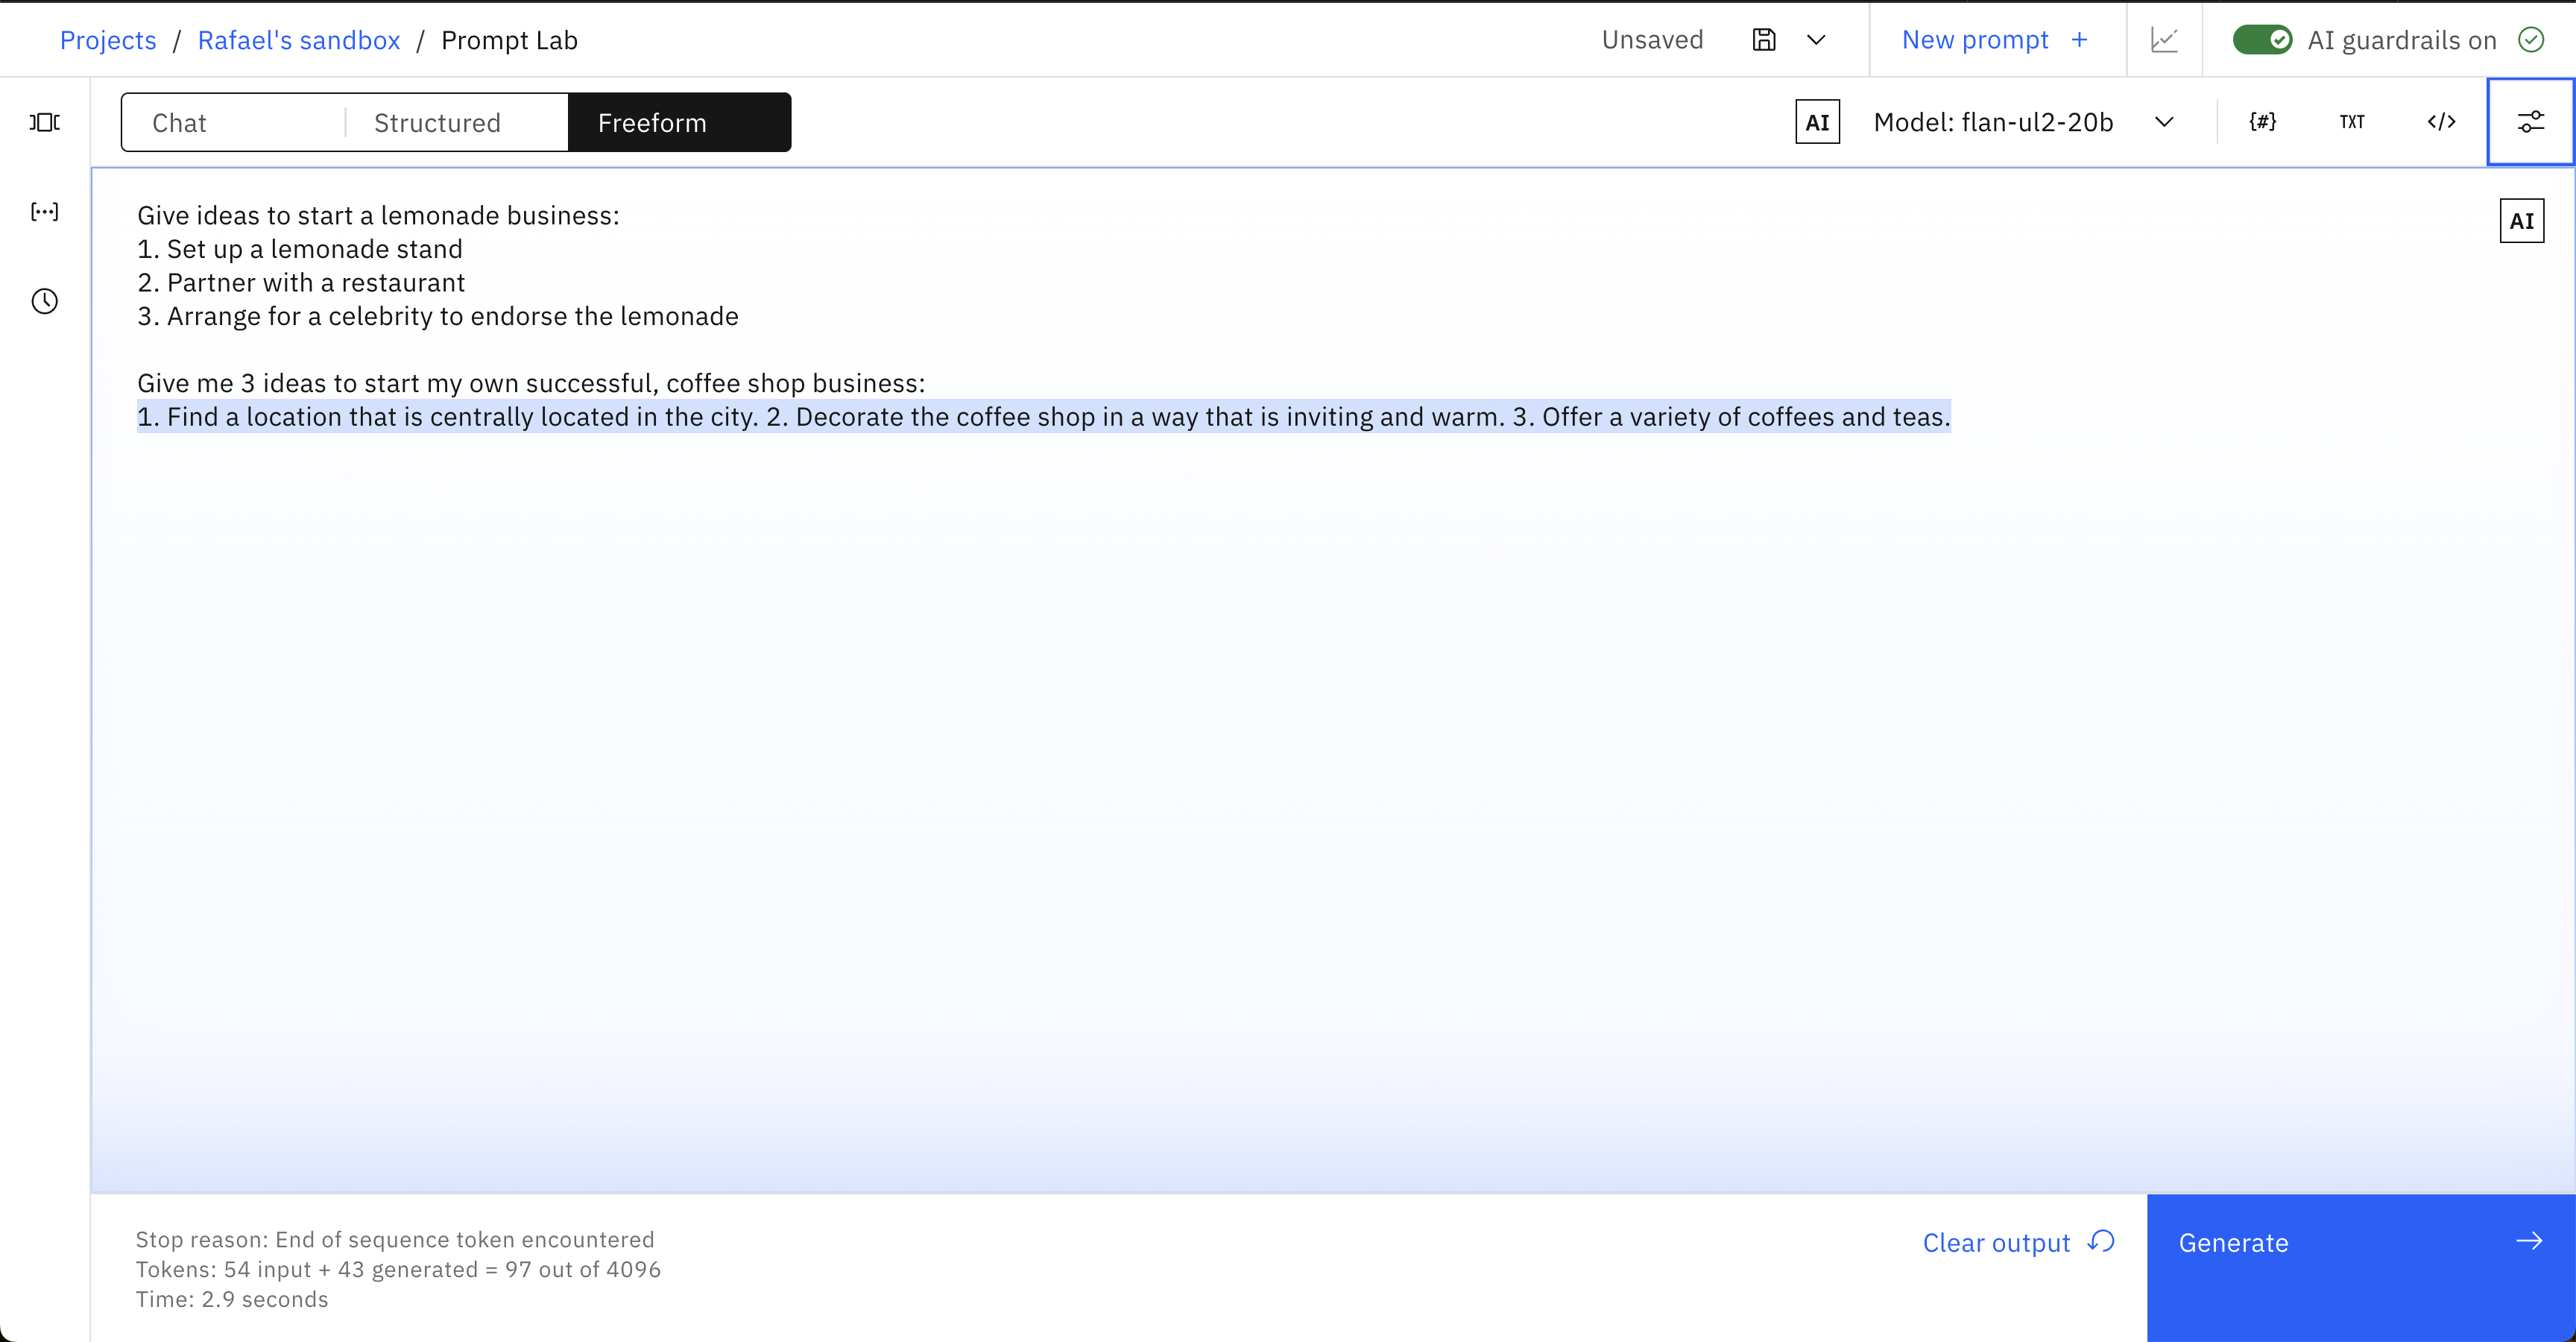 Projects / Rafael's sandbox / Prompt Lab
Unsaved
New prompt +
AI guardrails on
Chat
Structured
Freeform
AI
Model: flan-ul2-20b
{#}
TXT
</>
Give ideas to start a lemonade business:
1. Set up a lemonade stand
2. Partner with a restaurant
3. Arrange for a celebrity to endorse the lemonade
Give me 3 ideas to start my own successful, coffee shop business:
1. Find a location that is centrally located in the city. 2. Decorate the coffee shop in a way that is inviting and warm. 3. Offer a variety of coffees and teas.
AI
Stop reason: End of sequence token encountered
Tokens: 54 input + 43 generated = 97 out of 4096
Time: 2.9 seconds
Clear output
Generate